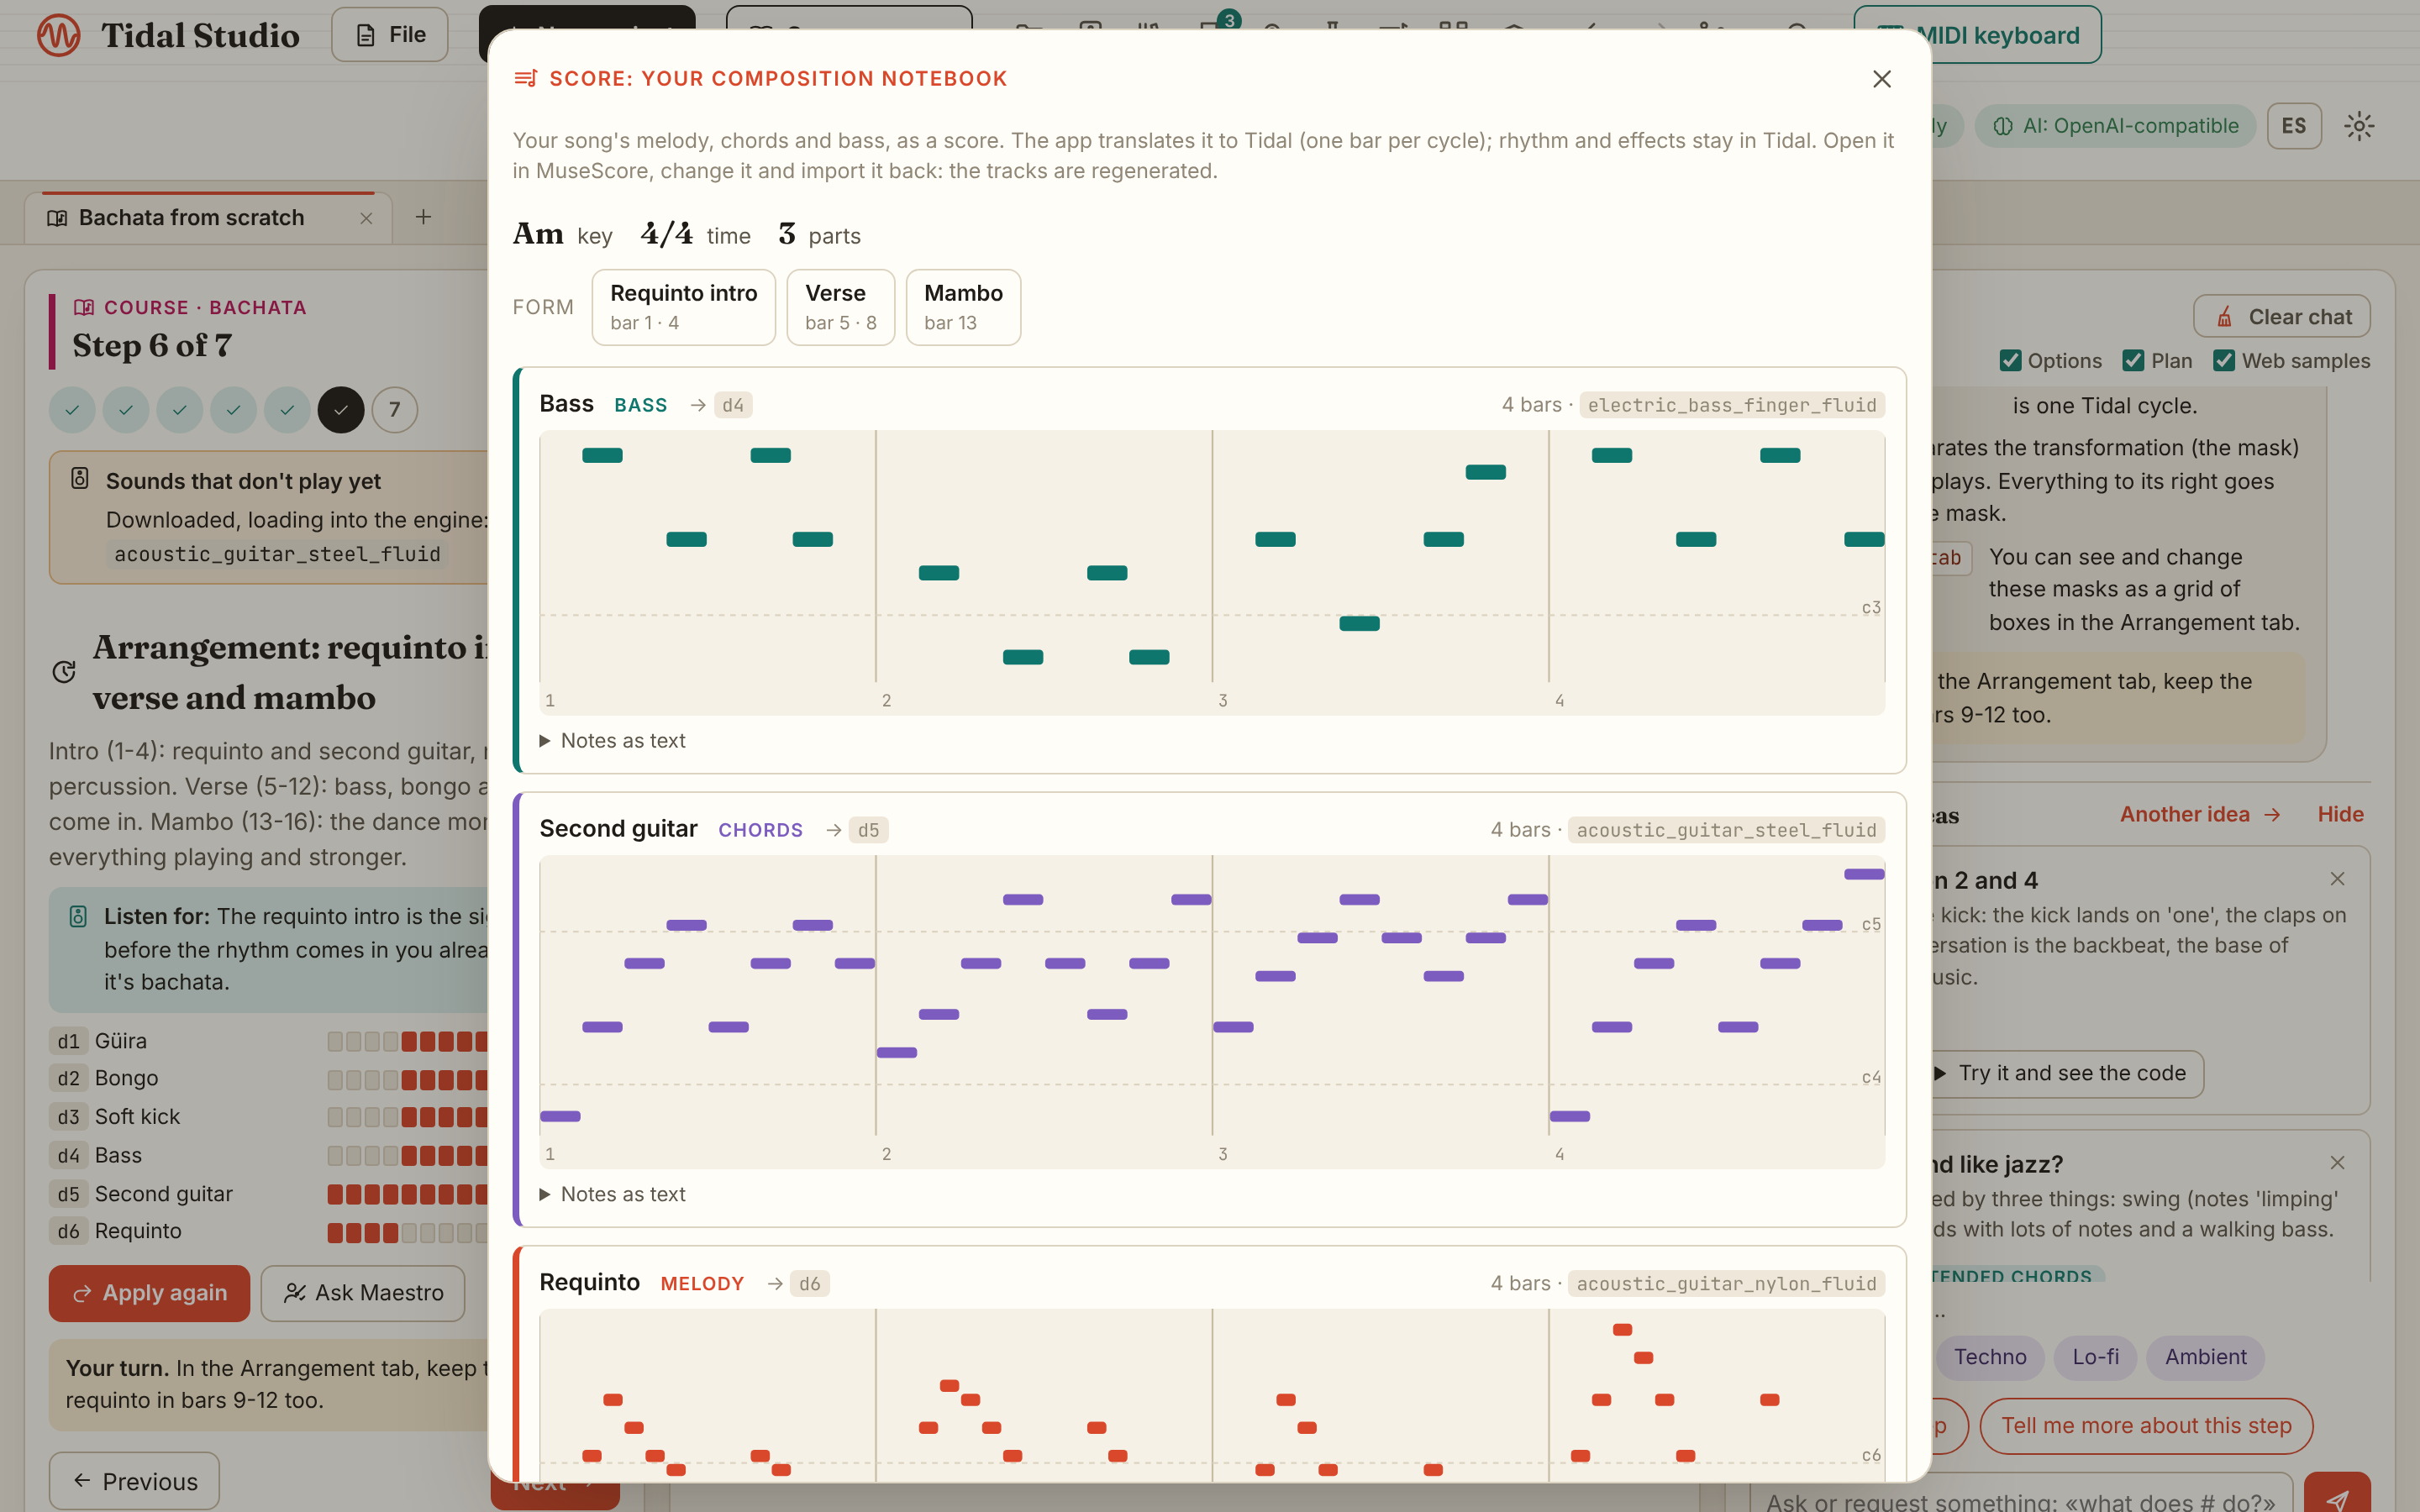 Tidal Studio
File
3
MIDI keyboard
AI: OpenAI-compatible
ES
Bachata from scratch
COURSE · BACHATA
Step 6 of 7
7
Sounds that don't play yet
Downloaded, loading into the engine:
acoustic_guitar_steel_fluid
Arrangement: requinto
verse and mambo
Intro (1-4): requinto and second guitar,
percussion. Verse (5-12): bass, bongo
come in. Mambo (13-16): the dance
everything playing and stronger.
Listen for: The requinto intro is the
before the rhythm comes in you
it's bachata.
d1 Güira
d2 Bongo
d3 Soft kick
d4 Bass
d5 Second guitar
d6 Requinto
Apply again
Ask Maestro
Your turn. In the Arrangement tab, keep
requinto in bars 9-12 too.
Previous
SCORE: YOUR COMPOSITION NOTEBOOK
Your song's melody, chords and bass, as a score. The app translates it to Tidal (one bar per cycle); rhythm and effects stay in Tidal. Open it
in MuseScore, change it and import it back: the tracks are regenerated.
Am key 4/4 time 3 parts
FORM
Requinto intro
bar 1 · 4
Verse
bar 5 · 8
Mambo
bar 13
Bass BASS → d4
4 bars · electric_bass_finger_fluid
c3
1 2 3 4
Notes as text
Second guitar CHORDS → d5
4 bars · acoustic_guitar_steel_fluid
c5
c4
1 2 3 4
Notes as text
Requinto MELODY → d6
4 bars · acoustic_guitar_nylon_fluid
c6
Clear chat
Options
Plan
Web samples
is one Tidal cycle.
the transformation (the mask)
plays. Everything to its right goes
mask.
You can see and change
these masks as a grid of
boxes in the Arrangement tab.
the Arrangement tab, keep the
9-12 too.
Another idea →
Hide
2 and 4
kick: the kick lands on 'one', the claps on
is the backbeat, the base of
Try it and see the code
like jazz?
by three things: swing (notes 'limping'
with lots of notes and a walking bass.
CHORDS
Techno
Lo-fi
Ambient
Tell me more about this step
Ask or request something: «what does # do?»